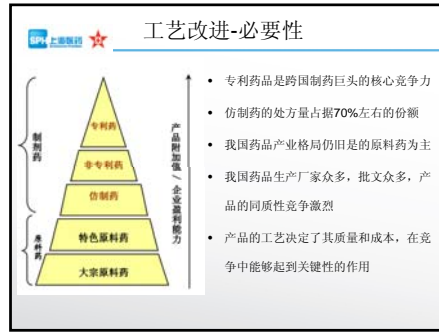 工艺改进-必要性
SPH 上海医药
制剂药
原料药
专利药
非专利药
仿制药
特色原料药
大宗原料药
产品附加值/企业盈利能力
• 专利药品是跨国制药巨头的核心竞争力
• 仿制药的处方量占据70%左右的份额
• 我国药品产业格局仍旧是的原料药为主
• 我国药品生产厂家众多，批文众多，产
品的同质性竞争激烈
• 产品的工艺决定了其质量和成本，在竞
争中能够起到关键性的作用